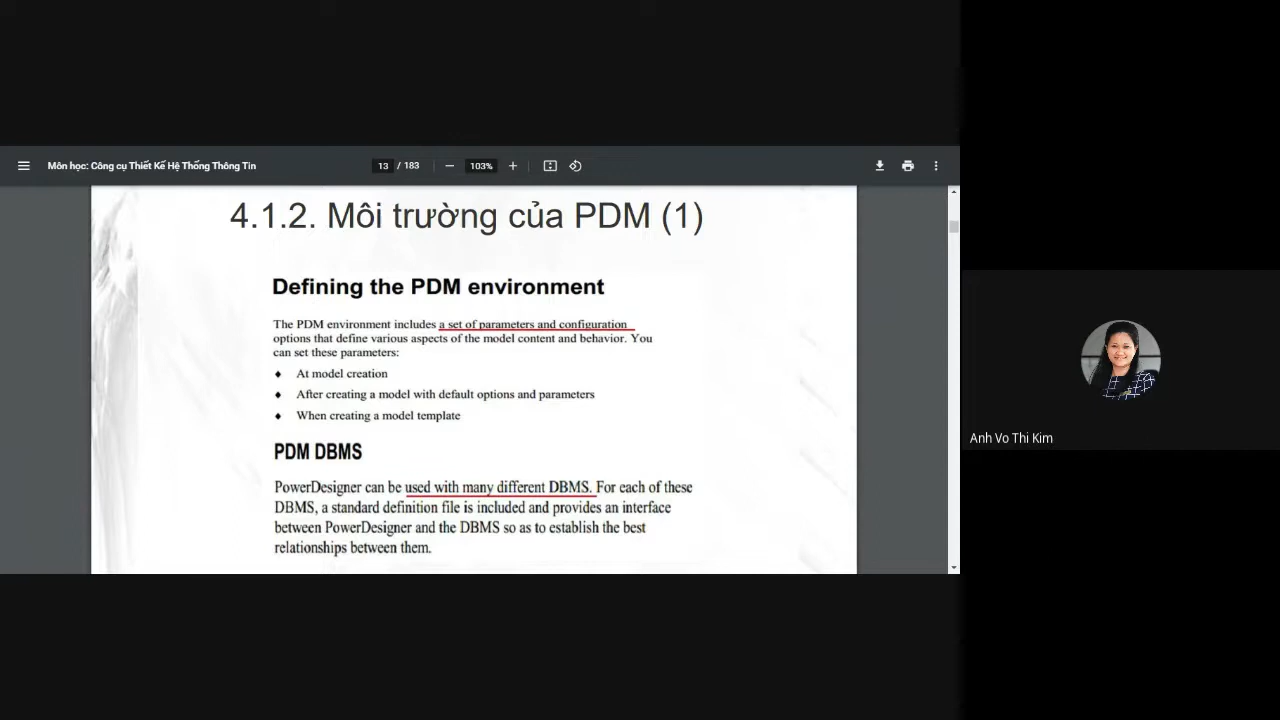 Môn học: Công cụ Thiết Kế Hệ Thống Thông Tin
13 / 183
103%
4.1.2. Môi trường của PDM (1)
Defining the PDM environment
The PDM environment includes a set of parameters and configuration
options that define various aspects of the model content and behavior. You
can set these parameters:
At model creation
After creating a model with default options and parameters
When creating a model template
PDM DBMS
PowerDesigner can be used with many different DBMS. For each of these
DBMS, a standard definition file is included and provides an interface
between PowerDesigner and the DBMS so as to establish the best
relationships between them.
Anh Vo Thi Kim